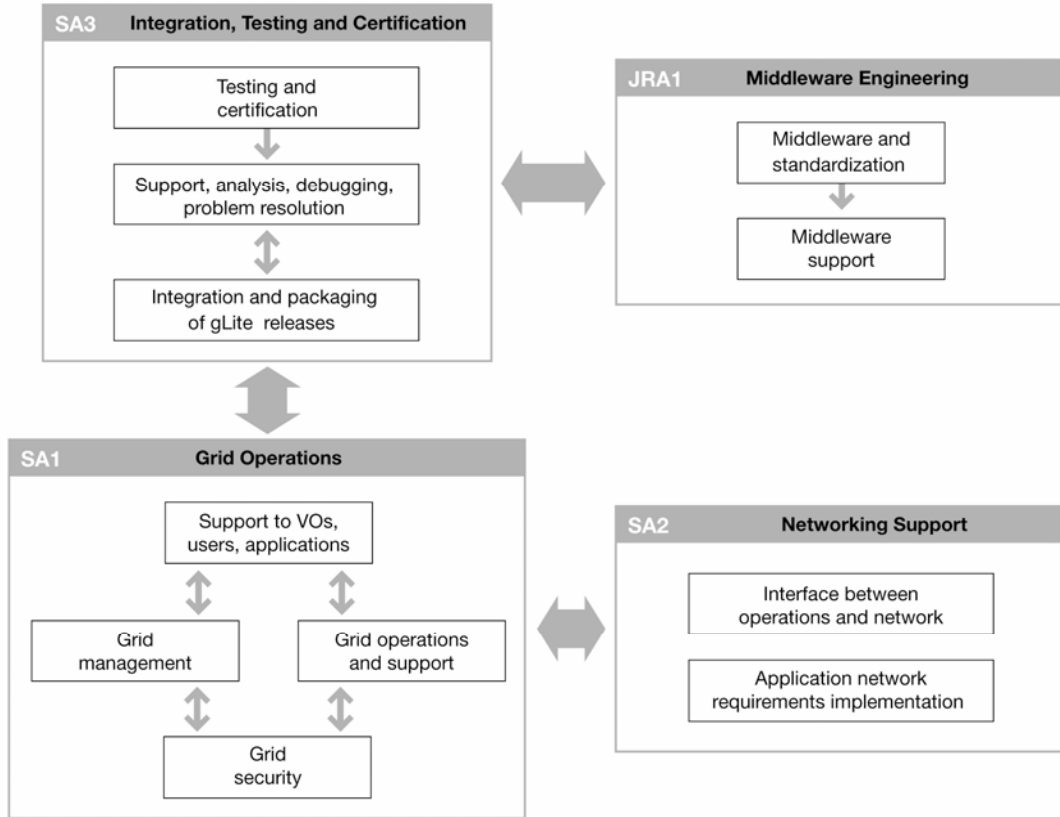 SA3 Integration, Testing and Certification
Testing and
certification
Support, analysis, debugging,
problem resolution
Integration and packaging
of gLite releases
JRA1 Middleware Engineering
Middleware and
standardization
Middleware
support
SA1 Grid Operations
Support to VOs,
users, applications
Grid
management
Grid operations
and support
Grid
security
SA2 Networking Support
Interface between
operations and network
Application network
requirements implementation